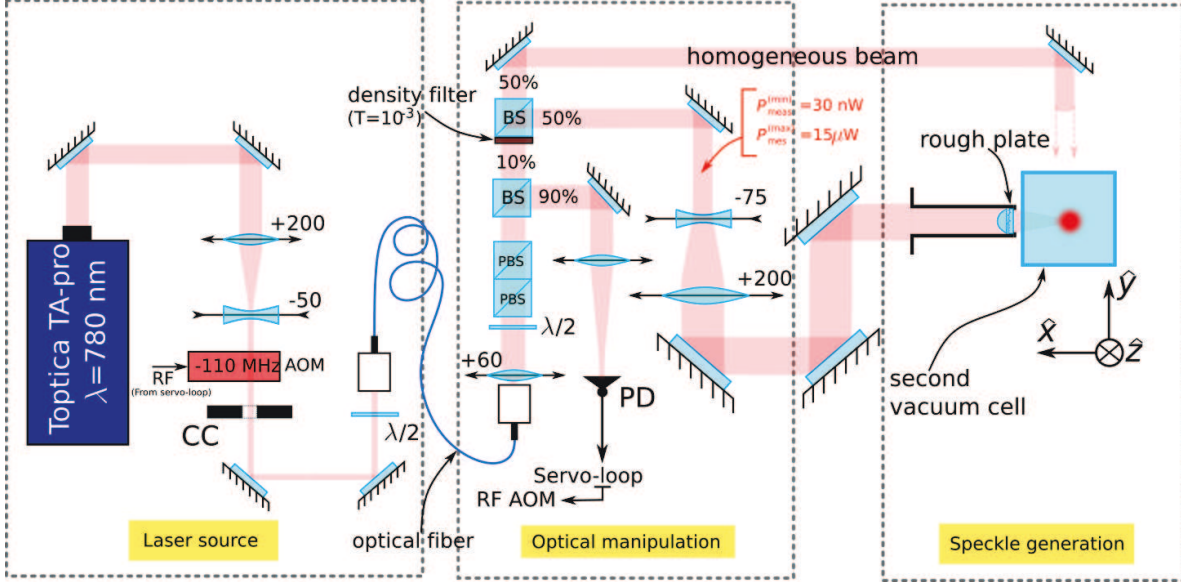 Toptica TA-pro
λ=780 nm
+200
-50
-110 MHz
AOM
RF
(From servo-loop)
CC
λ/2
Laser source
optical fiber
density filter
(T=10⁻³)
50%
BS
50%
10%
BS
90%
PBS
PBS
λ/2
+60
PD
Servo-loop
RF AOM
-75
+200
Optical manipulation
homogeneous beam
P(min)meas =30 nW
P(max)mes =15μW
rough plate
second
vacuum cell
ŷ
x̂
ẑ
Speckle generation